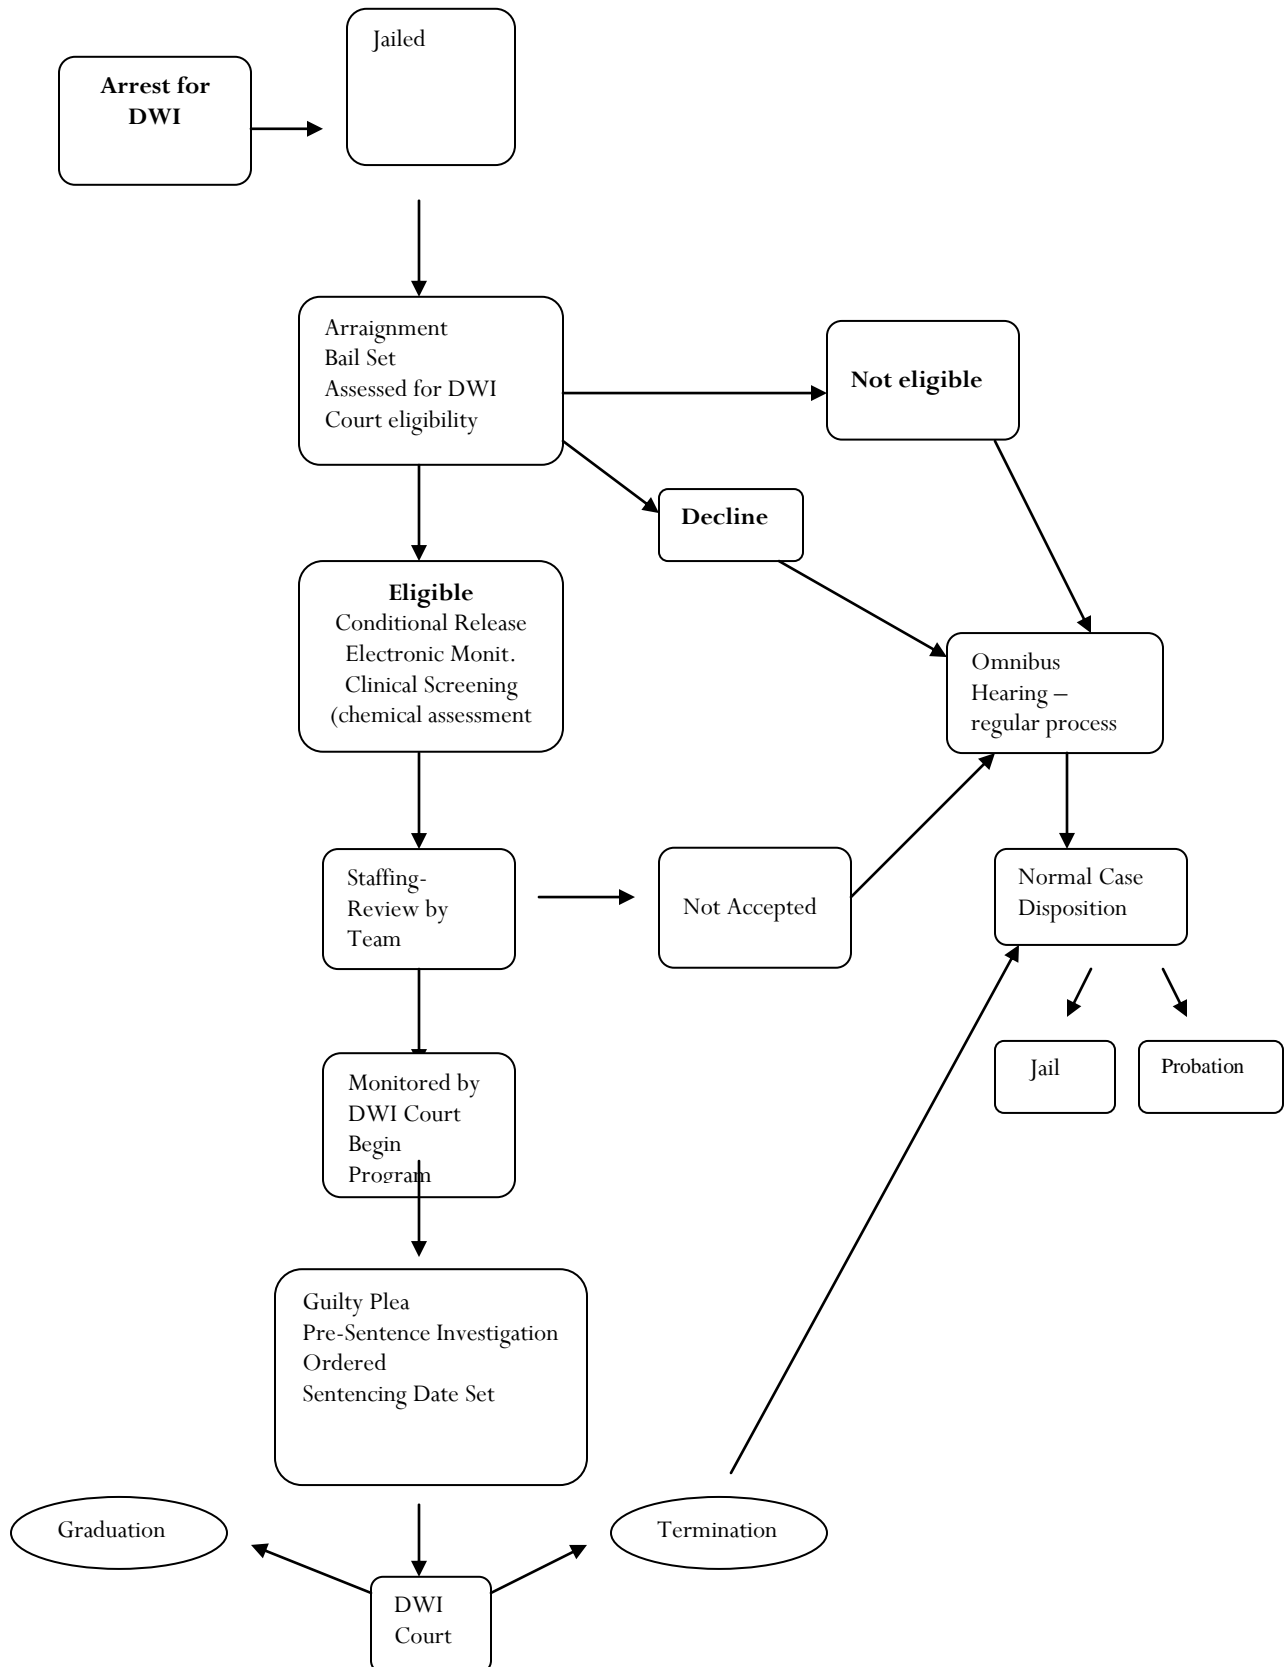 Jailed
Arrest for
DWI
Arraignment
Bail Set
Assessed for DWI
Court eligibility
Not eligible
Decline
Eligible
Conditional Release
Electronic Monit.
Clinical Screening
(chemical assessment
Omnibus
Hearing –
regular process
Staffing-
Review by
Team
Not Accepted
Normal Case
Disposition
Jail
Probation
Monitored by
DWI Court
Begin
Program
Guilty Plea
Pre-Sentence Investigation
Ordered
Sentencing Date Set
Graduation
Termination
DWI
Court